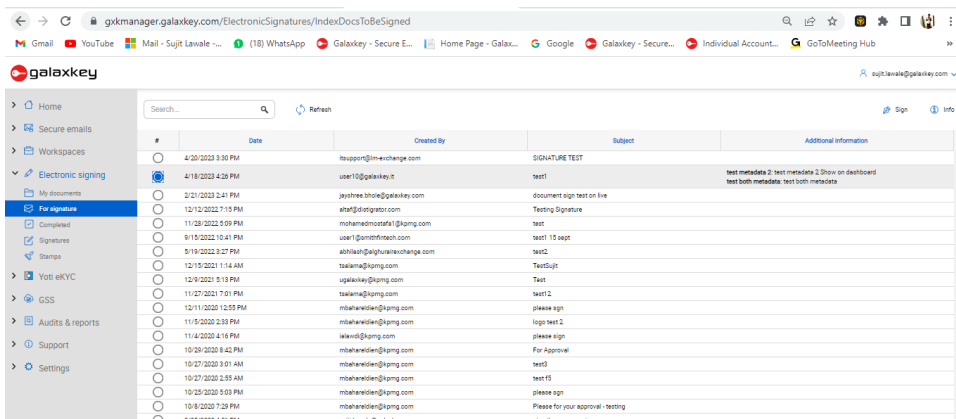 gxkmanager.galaxkey.com/ElectronicSignatures/IndexDocsToBeSigned
Gmail YouTube Mail - Sujit Lawale -... (18) WhatsApp Galaxkey - Secure E... Home Page - Galax... Google Galaxkey - Secure... Individual Account... GoToMeeting Hub »
galaxkey sujit.lawale@galaxkey.com
Home Search... Refresh Sign Info
Secure emails
# Date Created By Subject Additional Information
Workspaces
4/20/2023 3:30 PM itsupport@lm-exchange.com SIGNATURE TEST
Electronic signing
4/18/2023 4:26 PM user10@galaxkey.it test1 test metadata 2: test metadata 2 Show on dashboard
test both metadata: test both metadata
My documents
2/21/2023 2:41 PM jayshree.bhole@galaxkey.com document sign test on live
For signature
12/12/2022 7:15 PM altaf@distigrator.com Testing Signature
Completed
11/28/2022 5:09 PM mohamedmostafa1@kpmg.com test
Signatures
9/15/2022 10:41 PM user1@smithfintech.com test1 15 sept
Stamps
5/19/2022 3:27 PM abhilash@alghurairexchange.com test2
12/15/2021 1:14 AM tsalama@kpmg.com TestSujit
Yoti eKYC
12/9/2021 5:13 PM ugalaxkey@kpmg.com Test
GSS
11/27/2021 7:01 PM tsalama@kpmg.com test12
12/11/2020 12:55 PM mbahareldien@kpmg.com please sgn
Audits & reports
11/5/2020 2:33 PM mbahareldien@kpmg.com logo test 2
11/4/2020 4:16 PM ielawdi@kpmg.com please sign
Support
10/29/2020 8:42 PM mbahareldien@kpmg.com For Approval
Settings
10/27/2020 3:01 AM mbahareldien@kpmg.com test3
10/27/2020 2:55 AM mbahareldien@kpmg.com test f5
10/25/2020 5:03 PM mbahareldien@kpmg.com please sgn
10/8/2020 7:29 PM mbahareldien@kpmg.com Please for your approval - testing